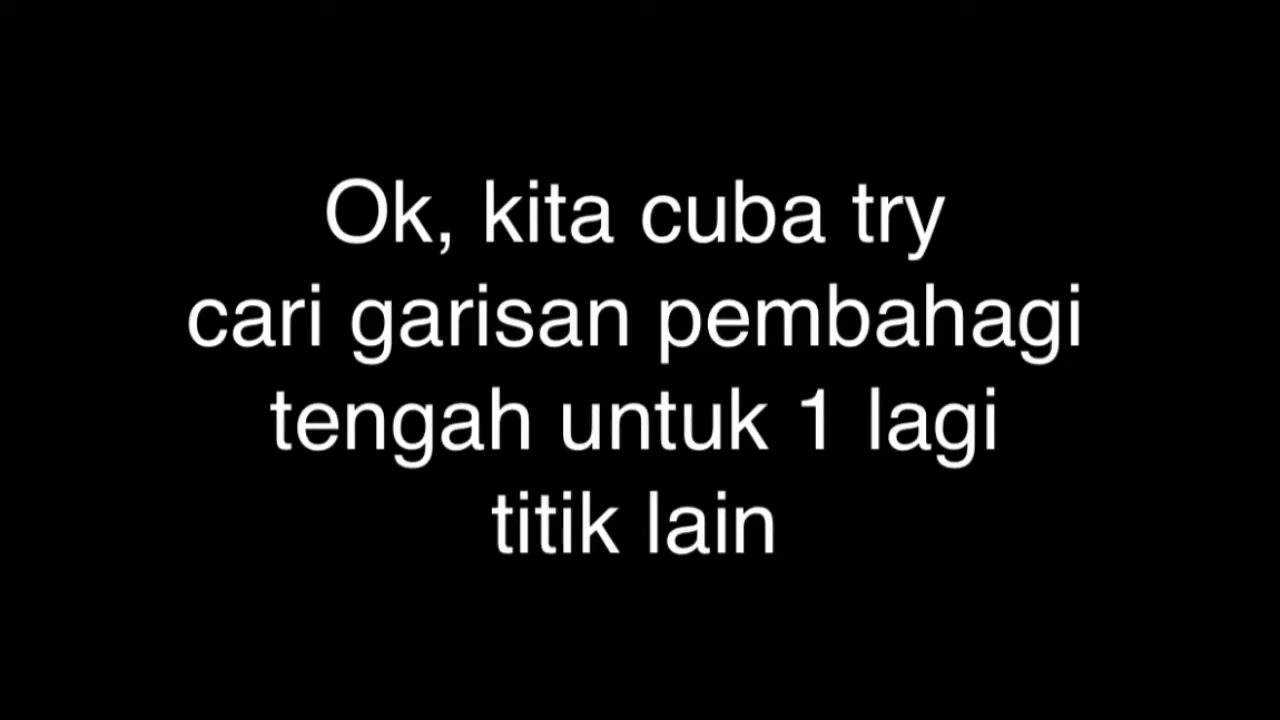 Ok, kita cuba try
cari garisan pembahagi
tengah untuk 1 lagi
titik lain